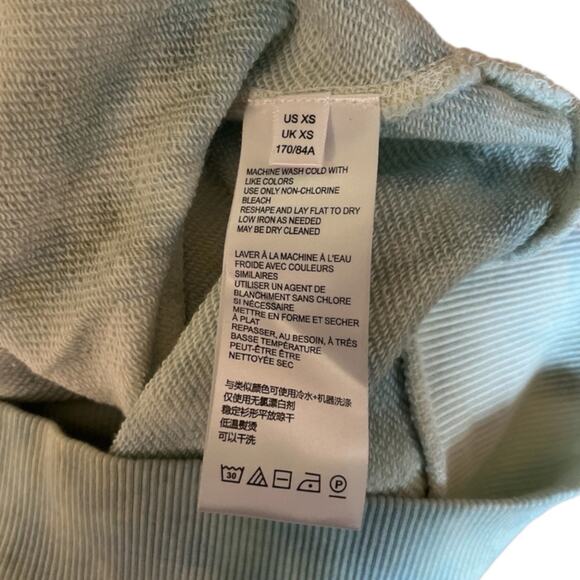 US XS
UK XS
170/84A
MACHINE WASH COLD WITH
LIKE COLORS
USE ONLY NON-CHLORINE
BLEACH
RESHAPE AND LAY FLAT TO DRY
LOW IRON AS NEEDED
MAY BE DRY CLEANED
LAVER À LA MACHINE À L'EAU
FROIDE AVEC COULEURS
SIMILAIRES
UTILISER UN AGENT DE
BLANCHIMENT SANS CHLORE
SI NÉCESSAIRE
METTRE EN FORME ET SÉCHER
À PLAT
REPASSER, AU BESOIN, À TRÈS
BASSE TEMPÉRATURE
PEUT-ÊTRE ÊTRE
NETTOYÉE SEC
与类似颜色可使用冷水+机器洗涤
仅使用无氯漂白剂
稳定衫形平放晾干
低温熨烫
可以干洗
30
P